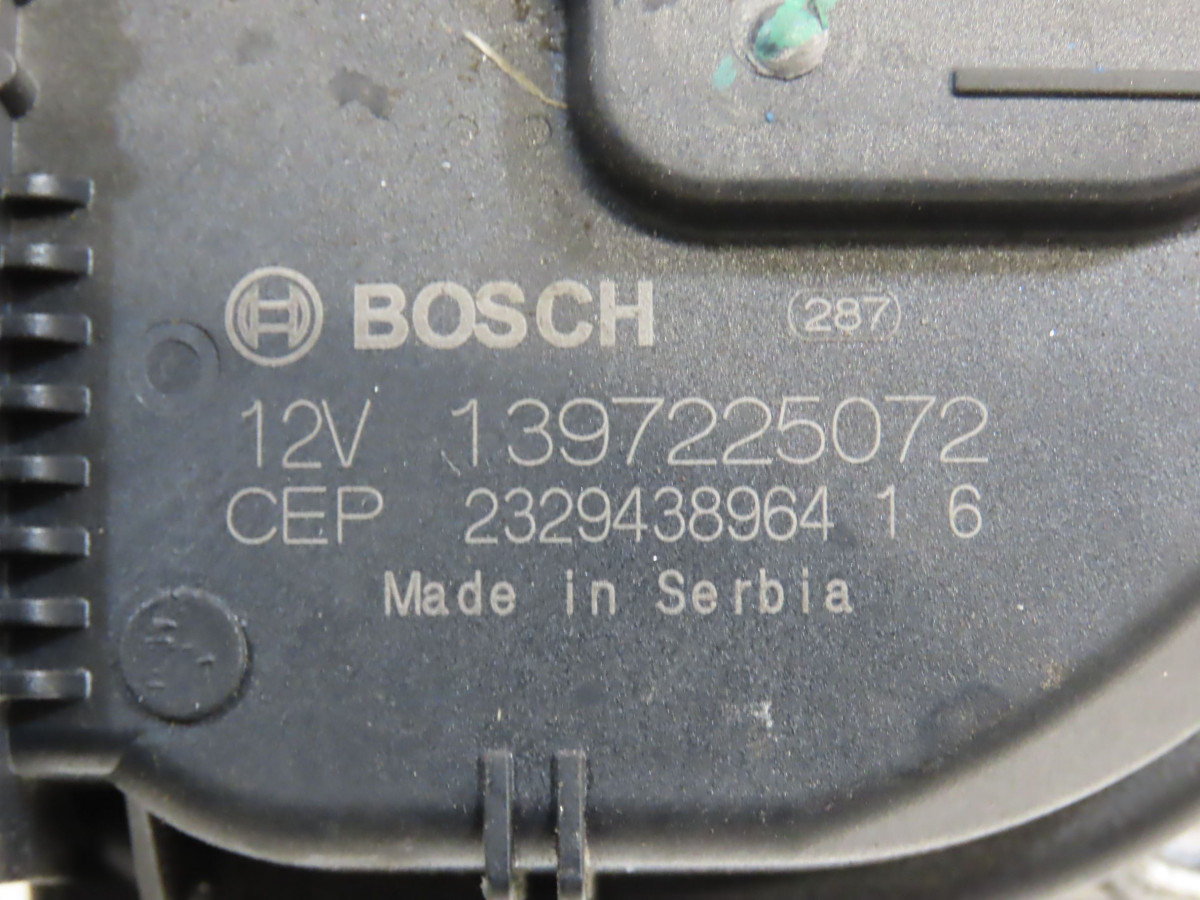 BOSCH 287
12V 1397225072
CEP 2329438964 1 6
Made in Serbia